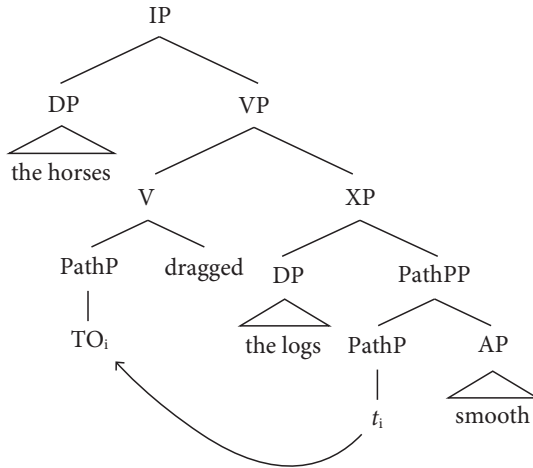 IP
DP VP
the horses
V XP
PathP dragged DP PathPP
TOᵢ the logs PathP AP
tᵢ smooth